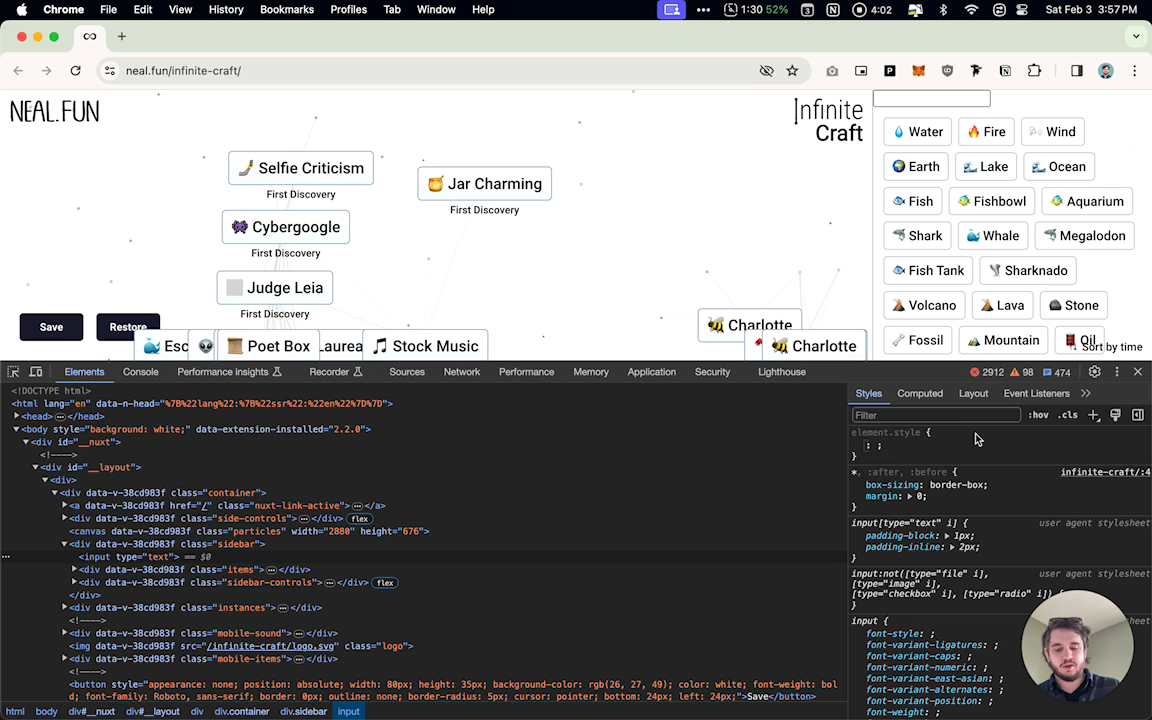 Chrome File Edit View History Bookmarks Profiles Tab Window Help 1:30 52% 3 4:02 Sat Feb 3 3:57 PM
neal.fun/infinite-craft/
NEAL.FUN
Infinite
Craft
Selfie Criticism
First Discovery
Jar Charming
First Discovery
Cybergoogle
First Discovery
Judge Leia
First Discovery
Save
Restore
Esc
Poet Box
Laurea
Stock Music
Charlotte
Charlotte
Water Fire Wind
Earth Lake Ocean
Fish Fishbowl Aquarium
Shark Whale Megalodon
Fish Tank Sharknado
Volcano Lava Stone
Fossil Mountain Oil
Sort by time
Elements Console Performance insights Recorder Sources Network Performance Memory Application Security Lighthouse 2912 98 474
<!DOCTYPE html>
<html lang="en" data-n-head="%7B%22lang%22:%7B%22ssr%22:%22en%22%7D%7D">
<head>…</head>
<body style="background: white;" data-extension-installed="2.2.0">
<div id="__nuxt">
<!---->
<div id="__layout">
<div>
<div data-v-38cd983f class="container">
<a data-v-38cd983f href="/" class="nuxt-link-active">…</a>
<div data-v-38cd983f class="side-controls">…</div> flex
<canvas data-v-38cd983f class="particles" width="2880" height="676">
<div data-v-38cd983f class="sidebar">
… <input type="text"> == $0
<div data-v-38cd983f class="items">…</div>
<div data-v-38cd983f class="sidebar-controls">…</div> flex
</div>
<div data-v-38cd983f class="instances">…</div>
<!---->
<div data-v-38cd983f class="mobile-sound">…</div>
<img data-v-38cd983f src="/infinite-craft/logo.svg" class="logo">
<div data-v-38cd983f class="mobile-items">…</div>
<!---->
<button style="appearance: none; position: absolute; width: 80px; height: 35px; background-color: rgb(26, 27, 49); color: white; font-weight: bol
d; font-family: Roboto, sans-serif; border: 0px; outline: none; border-radius: 5px; cursor: pointer; bottom: 24px; left: 24px;">Save</button>
html body div#__nuxt div#__layout div div.container div.sidebar input
Styles Computed Layout Event Listeners
Filter :hov .cls
element.style {
: ;
}
*, :after, :before { infinite-craft/:4
box-sizing: border-box;
margin: 0;
}
input[type="text" i] { user agent stylesheet
padding-block: 1px;
padding-inline: 2px;
}
input:not([type="file" i], user agent stylesheet
[type="image" i],
[type="checkbox" i], [type="radio" i]) {
}
input {
font-style: ;
font-variant-ligatures: ;
font-variant-caps: ;
font-variant-numeric: ;
font-variant-east-asian: ;
font-variant-alternates: ;
font-variant-position: ;
font-weight: ;